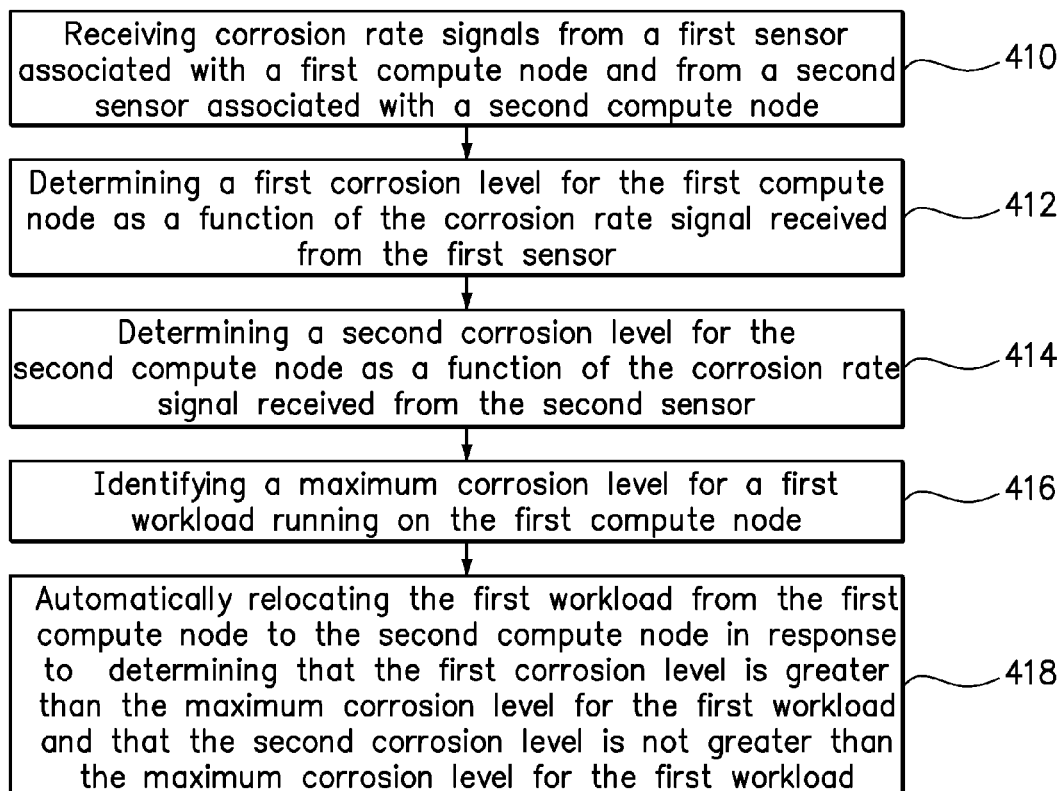 Receiving corrosion rate signals from a first sensor
associated with a first compute node and from a second
sensor associated with a second compute node
410
Determining a first corrosion level for the first compute
node as a function of the corrosion rate signal received
from the first sensor
412
Determining a second corrosion level for the
second compute node as a function of the corrosion rate
signal received from the second sensor
414
Identifying a maximum corrosion level for a first
workload running on the first compute node
416
Automatically relocating the first workload from the first
compute node to the second compute node in response
to determining that the first corrosion level is greater
than the maximum corrosion level for the first workload
and that the second corrosion level is not greater than
the maximum corrosion level for the first workload
418